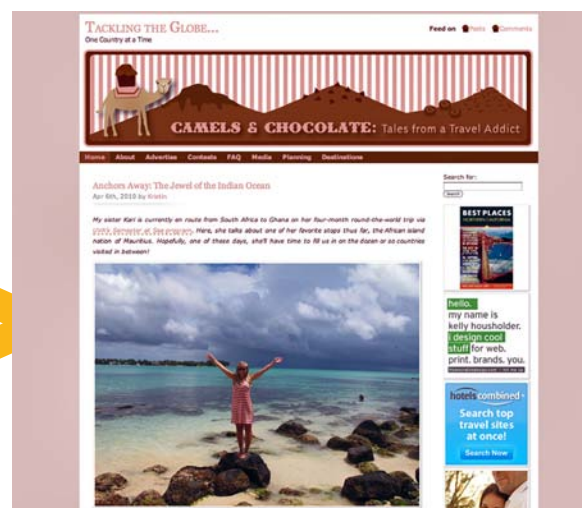 TACKLING THE GLOBE...
One Country at a Time
Feed on Posts Comments
CAMELS & CHOCOLATE: Tales from a Travel Addict
Home About Advertise Contests FAQ Media Planning Destinations
Anchors Away: The Jewel of the Indian Ocean
Apr 6th, 2010 by Kristin
My sister Kari is currently en route from South Africa to Ghana on her four-month round-the-world trip via
UVA's Semester at Sea program. Here, she talks about one of her favorite stops thus far, the African island
nation of Mauritius. Hopefully, one of these days, she'll have time to fill us in on the dozen or so countries
visited in between!
Search for:
Search
BEST PLACES
hello.
my name is
kelly housholder.
i design cool
stuff for web.
print. brands. you.
hotelscombined
Search top
travel sites
at once!
Search Now